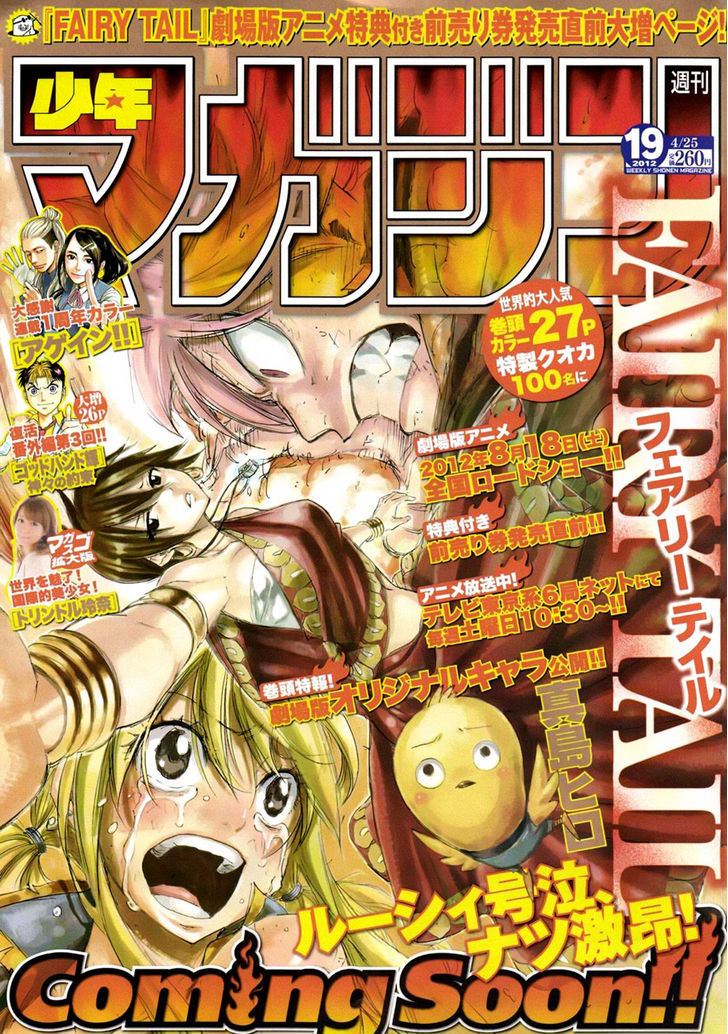 『FAIRY TAIL』劇場版アニメ特典付き前売り券発売直前大増ページ!
週刊
少年
マガジン
19
2012
4/25
定価260円
WEEKLY SHONEN MAGAZINE
FAIRY TAIL
フェアリーテイル
大感謝
連載1周年カラー
『アゲイン!!』
大増
26P
復活
番外編第3回!!
『ゴッドハンド輝』
神々の約束
マガスゴ
拡大版
世界を魅了!
国際的美少女!
『トリンドル玲奈』
世界的大人気
巻頭
カラー27P
特製クオカ
100名に
劇場版アニメ
2012年8月18日(土)
全国ロードショー!!
特典付き
前売り券発売直前!!
アニメ放送中!
テレビ東京系6局ネットにて
毎週土曜日10:30~!!
巻頭特報!
劇場版オリジナルキャラ公開!!
真島ヒロ
ルーシィ号泣、
ナツ激昂!
Coming Soon!!